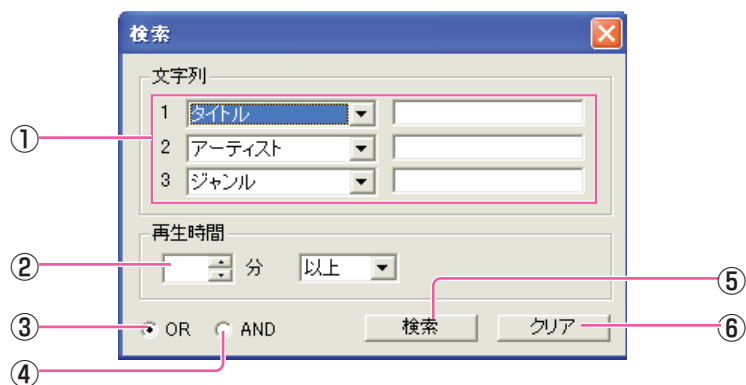 検索
文字列
① 1 タイトル
2 アーティスト
3 ジャンル
再生時間
② 分 以上
⑤
③ OR AND 検索 クリア ⑥
④